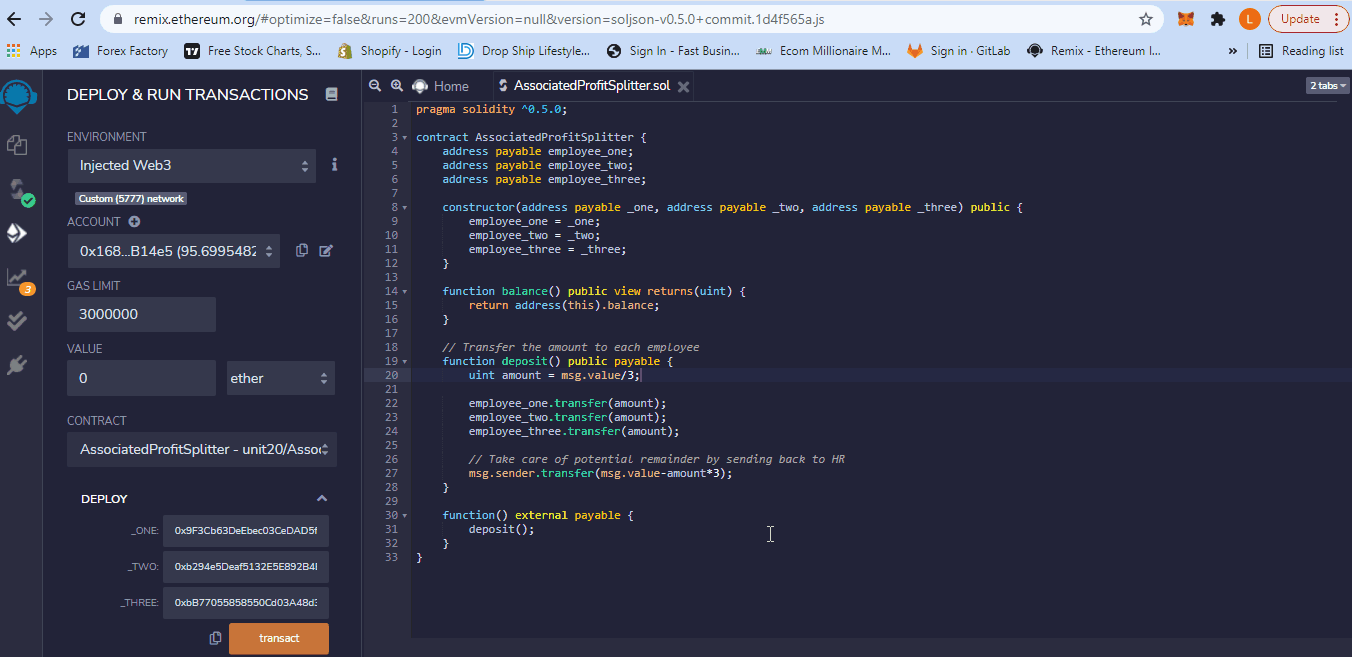 remix.ethereum.org/#optimize=false&runs=200&evmVersion=null&version=soljson-v0.5.0+commit.1d4f565a.js
L
Update
Apps
Forex Factory
Free Stock Charts, S...
Shopify - Login
Drop Ship Lifestyle...
Sign In - Fast Busin...
Ecom Millionaire M...
Sign in · GitLab
Remix - Ethereum I...
»
Reading list
DEPLOY & RUN TRANSACTIONS
ENVIRONMENT
Injected Web3
Custom (5777) network
ACCOUNT
0x168...B14e5 (95.6995482
GAS LIMIT
3000000
VALUE
0
ether
CONTRACT
AssociatedProfitSplitter - unit20/Assoc
DEPLOY
_ONE: 0x9F3Cb63DeEbec03CeDAD5f
_TWO: 0xb294e5Deaf5132E5E892B4
_THREE: 0xbB77055858550Cd03A48d
transact
3
Home
AssociatedProfitSplitter.sol
2 tabs
1 pragma solidity ^0.5.0;
2
3 contract AssociatedProfitSplitter {
4 address payable employee_one;
5 address payable employee_two;
6 address payable employee_three;
7
8 constructor(address payable _one, address payable _two, address payable _three) public {
9 employee_one = _one;
10 employee_two = _two;
11 employee_three = _three;
12 }
13
14 function balance() public view returns(uint) {
15 return address(this).balance;
16 }
17
18 // Transfer the amount to each employee
19 function deposit() public payable {
20 uint amount = msg.value/3;
21
22 employee_one.transfer(amount);
23 employee_two.transfer(amount);
24 employee_three.transfer(amount);
25
26 // Take care of potential remainder by sending back to HR
27 msg.sender.transfer(msg.value-amount*3);
28 }
29
30 function() external payable {
31 deposit();
32 }
33 }